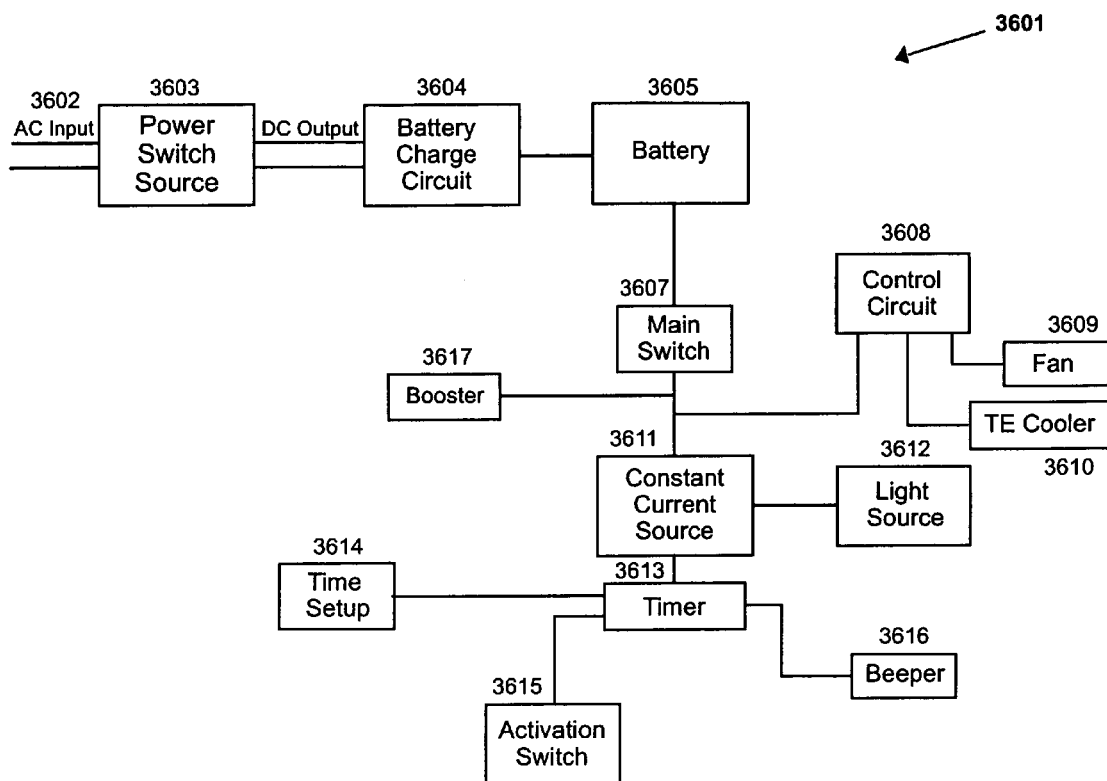 3601
3602
AC Input
3603
Power
Switch
Source
DC Output
3604
Battery
Charge
Circuit
3605
Battery
3607
Main
Switch
3608
Control
Circuit
3609
Fan
TE Cooler
3610
3617
Booster
3611
Constant
Current
Source
3612
Light
Source
3613
Timer
3614
Time
Setup
3615
Activation
Switch
3616
Beeper